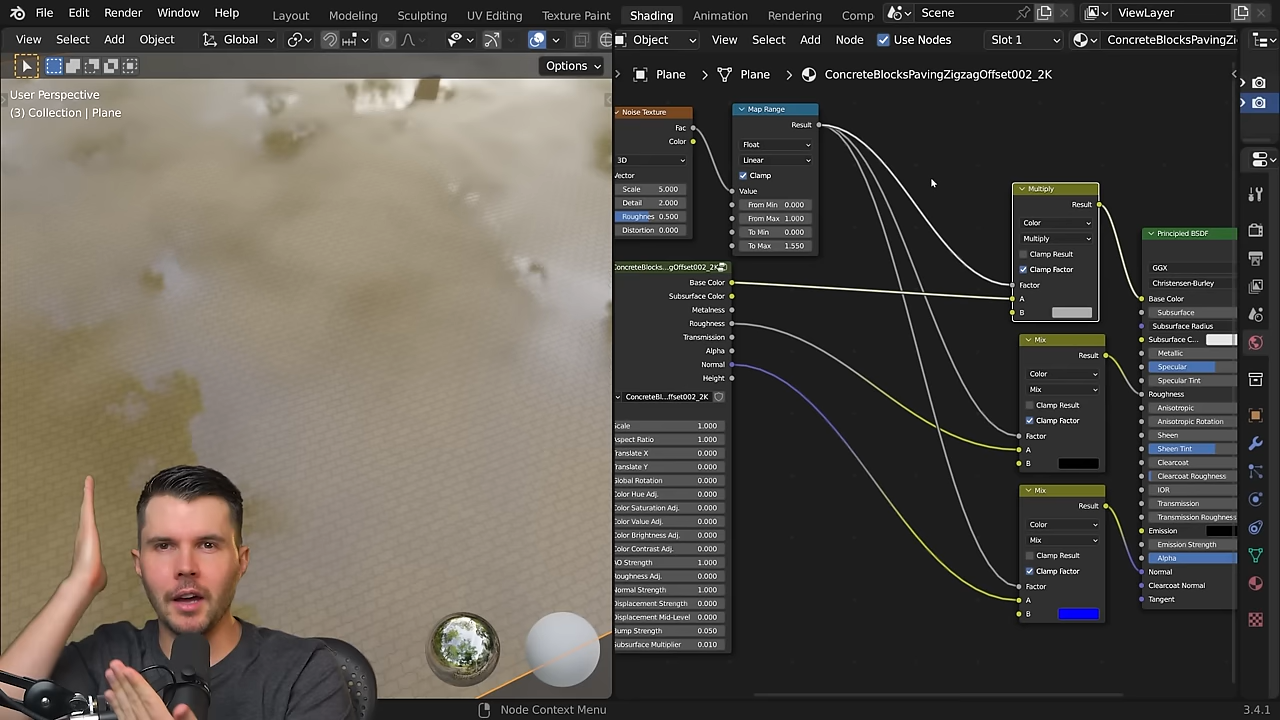 File Edit Render Window Help
Layout Modeling Sculpting UV Editing Texture Paint Shading Animation Rendering Comp
Scene
ViewLayer
View Select Add Object
Global
Object
View Select Add Node Use Nodes
Slot 1
ConcreteBlocksPavingZi
Options
User Perspective
(3) Collection | Plane
Plane
Plane
ConcreteBlocksPavingZigzagOffset002_2K
Noise Texture
Fac
Color
3D
Vector
Scale 5.000
Detail 2.000
Roughnes 0.500
Distortion 0.000
Map Range
Result
Float
Linear
Clamp
Value
From Min 0.000
From Max 1.000
To Min 0.000
To Max 1.550
ConcreteBlocks...gOffset002_2K
Base Color
Subsurface Color
Metalness
Roughness
Transmission
Alpha
Normal
Height
ConcreteBl...ffset002_2K
Scale 1.000
Aspect Ratio 1.000
Translate X 0.000
Translate Y 0.000
Global Rotation 0.000
Color Hue Adj. 0.000
Color Saturation Adj. 0.000
Color Value Adj. 0.000
Color Brightness Adj. 0.000
Color Contrast Adj. 0.000
AO Strength 1.000
Roughness Adj. 0.000
Normal Strength 1.000
Displacement Strength 0.000
Displacement Mid-Level 0.000
Bump Strength 0.050
Subsurface Multiplier 0.010
Multiply
Result
Color
Multiply
Clamp Result
Clamp Factor
Factor
A
B
Mix
Result
Color
Mix
Clamp Result
Clamp Factor
Factor
A
B
Mix
Result
Color
Mix
Clamp Result
Clamp Factor
Factor
A
B
Principled BSDF
GGX
Christensen-Burley
Base Color
Subsurface
Subsurface Radius
Subsurface C...
Metallic
Specular
Specular Tint
Roughness
Anisotropic
Anisotropic Rotation
Sheen
Sheen Tint
Clearcoat
Clearcoat Roughness
IOR
Transmission
Transmission Roughness
Emission
Emission Strength
Alpha
Normal
Clearcoat Normal
Tangent
Node Context Menu
3.4.1